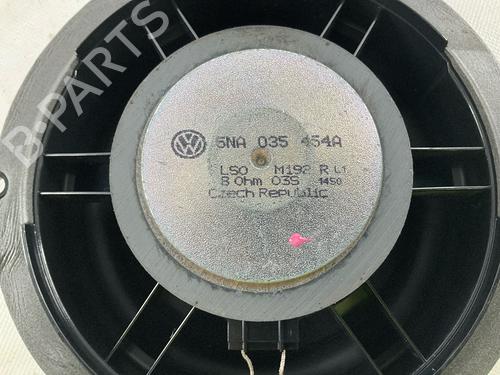 B-PARTS
5NA 035 454A
LSO M192 R L1
8 Ohm 03S 1450
Czech Republic